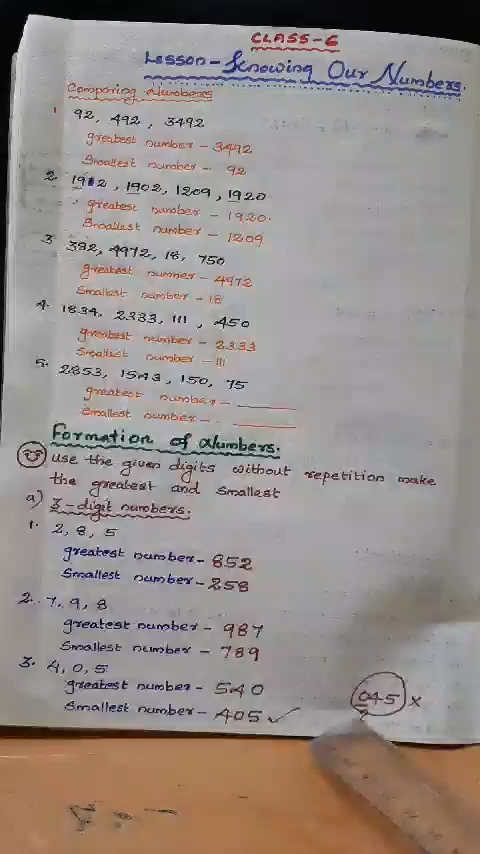 CLASS-6
Lesson - Knowing Our Numbers.
Comparing Numbers
1. 92, 492, 3492
greatest number - 3492
Smallest number - 92
2. 1912, 1902, 1209, 1920
greatest number - 1920.
Smallest number - 1209
3. 392, 4972, 18, 750
greatest number - 4972
Smallest number - 18
4. 1834, 2333, 111, 450
greatest number - 2333
Smallest number - 111
5. 2853, 1543, 150, 75
greatest number - ______
Smallest number - ______
Formation of Numbers.
use the given digits without repetition make
the greatest and smallest
a) 3-digit numbers.
1. 2, 8, 5
greatest number - 852
Smallest number - 258
2. 7, 9, 8
greatest number - 987
Smallest number - 789
3. 4, 0, 5
greatest number - 540
Smallest number - 405 ✓
045 ×